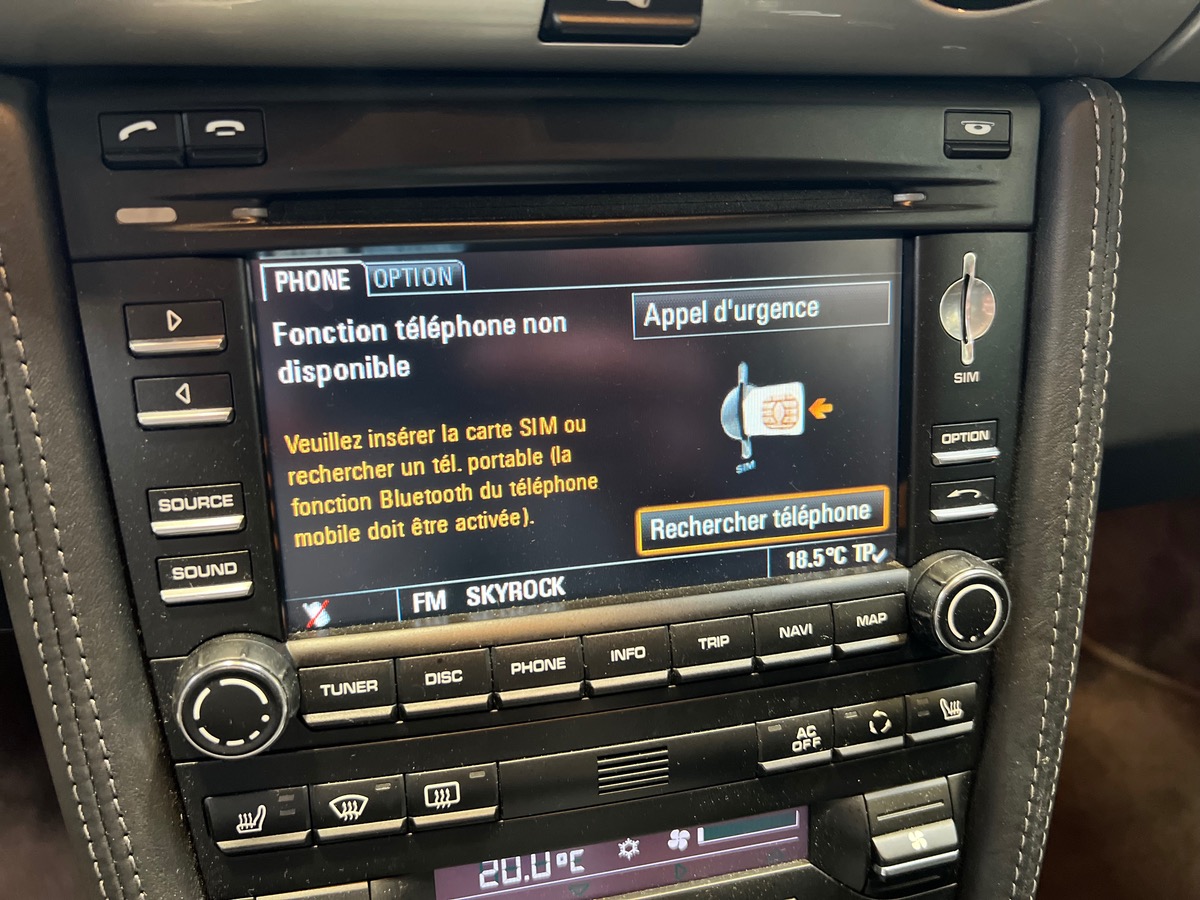 PHONE OPTION
Fonction téléphone non
disponible
Appel d'urgence
Veuillez insérer la carte SIM ou
rechercher un tél. portable (la
fonction Bluetooth du téléphone
mobile doit être activée).
SIM
Rechercher téléphone
18.5°C TP
FM SKYROCK
SIM
OPTION
SOURCE
SOUND
TUNER DISC PHONE INFO TRIP NAVI MAP
AC
OFF
20.0°C